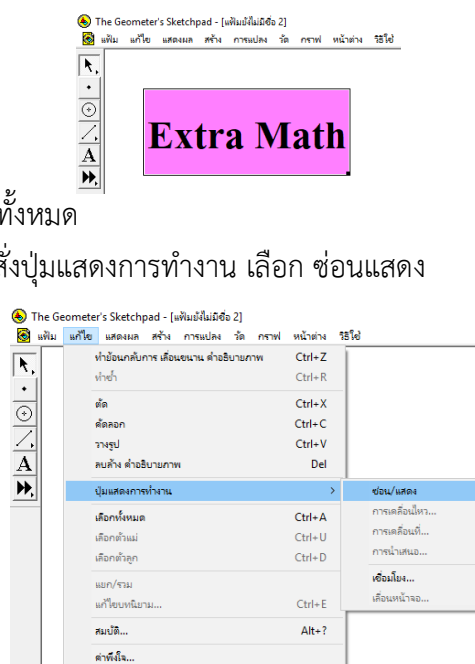 The Geometer's Sketchpad - [แฟ้มยังไม่มีชื่อ 2]
แฟ้ม แก้ไข แสดงผล สร้าง การแปลง วัด กราฟ หน้าต่าง วิธีใช้
A
Extra Math
ทั้งหมด
สั่งปุ่มแสดงการทำงาน เลือก ซ่อนแสดง
The Geometer's Sketchpad - [แฟ้มยังไม่มีชื่อ 2]
แฟ้ม แก้ไข แสดงผล สร้าง การแปลง วัด กราฟ หน้าต่าง วิธีใช้
ทำย้อนกลับการ เลื่อนขนาน คำอธิบายภาพ Ctrl+Z
ทำซ้ำ Ctrl+R
ตัด Ctrl+X
คัดลอก Ctrl+C
วางรูป Ctrl+V
A ลบล้าง คำอธิบายภาพ Del
ปุ่มแสดงการทำงาน > ซ่อน/แสดง
การเคลื่อนไหว...
การเคลื่อนที่...
การนำเสนอ...
เชื่อมโยง...
เลื่อนหน้าจอ...
เลือกทั้งหมด Ctrl+A
เลือกตัวแม่ Ctrl+U
เลือกตัวลูก Ctrl+D
แยก/รวม
แก้ไขบทนิยาม... Ctrl+E
สมบัติ... Alt+?
ค่าพึงใจ...